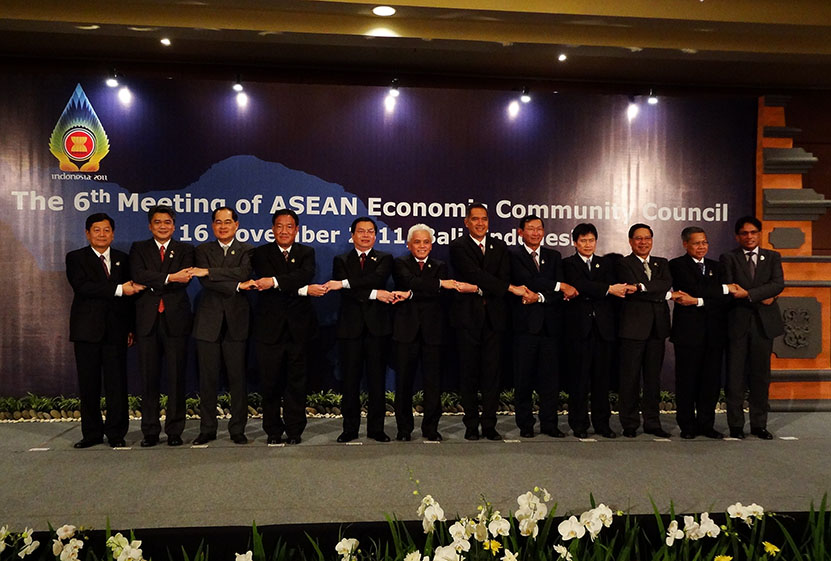 indonesia 2011
The 6th Meeting of ASEAN Economic Community Council
16 November 2011, Bali, Indonesia